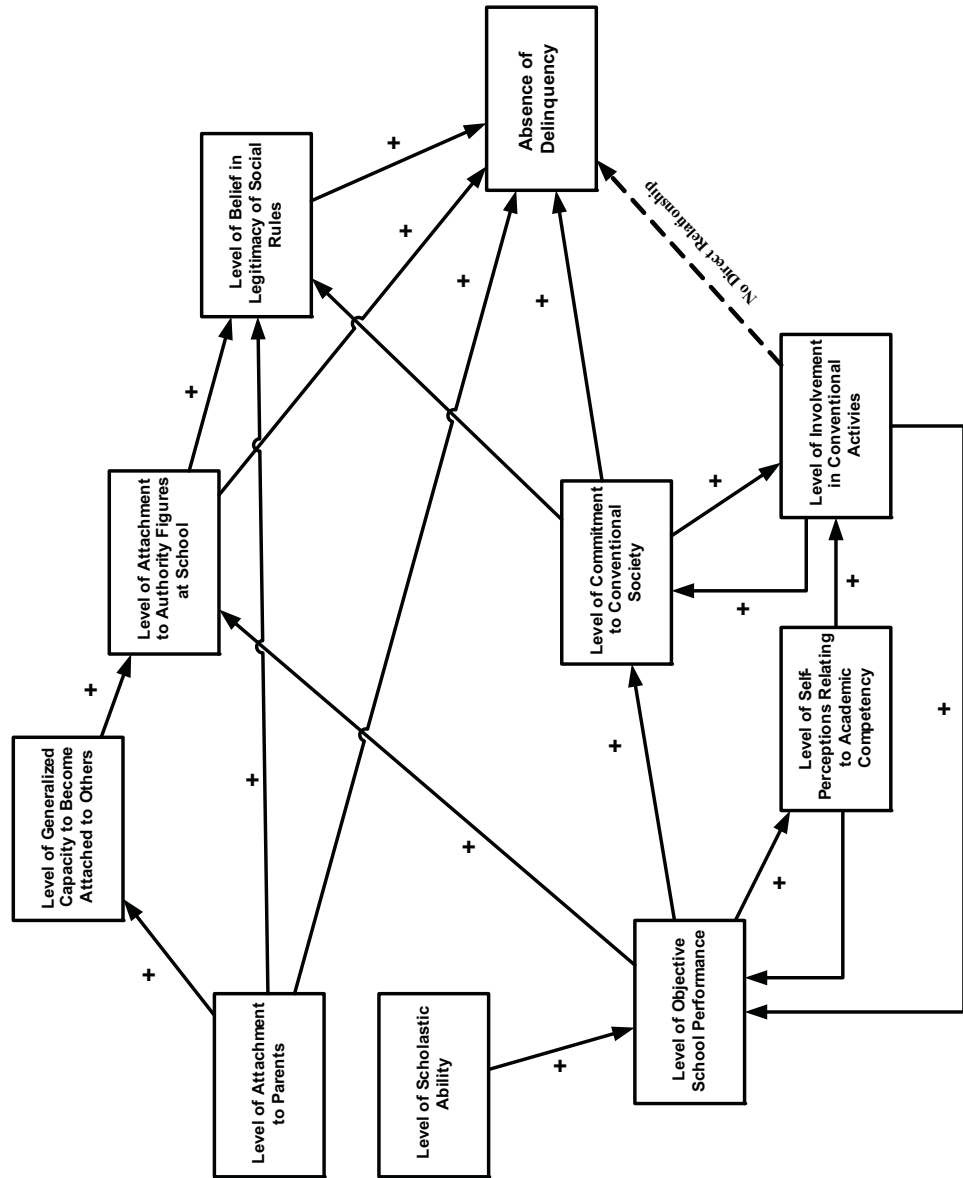 Level of Generalized
Capacity to Become
Attached to Others
+
+
Level of Attachment
to Authority Figures
at School
+
Level of Belief in
Legitimacy of Social
Rules
Level of Attachment
to Parents
+
+
+
+
Absence of
Delinquency
Level of Scholastic
Ability
+
+
+
Level of Objective
School Performance
+
+
Level of Commitment
to Conventional
Society
+
+
No Direct Relationship
Level of Self-
Perceptions Relating
to Academic
Competency
+
Level of Involvement
in Conventional
Activies
+